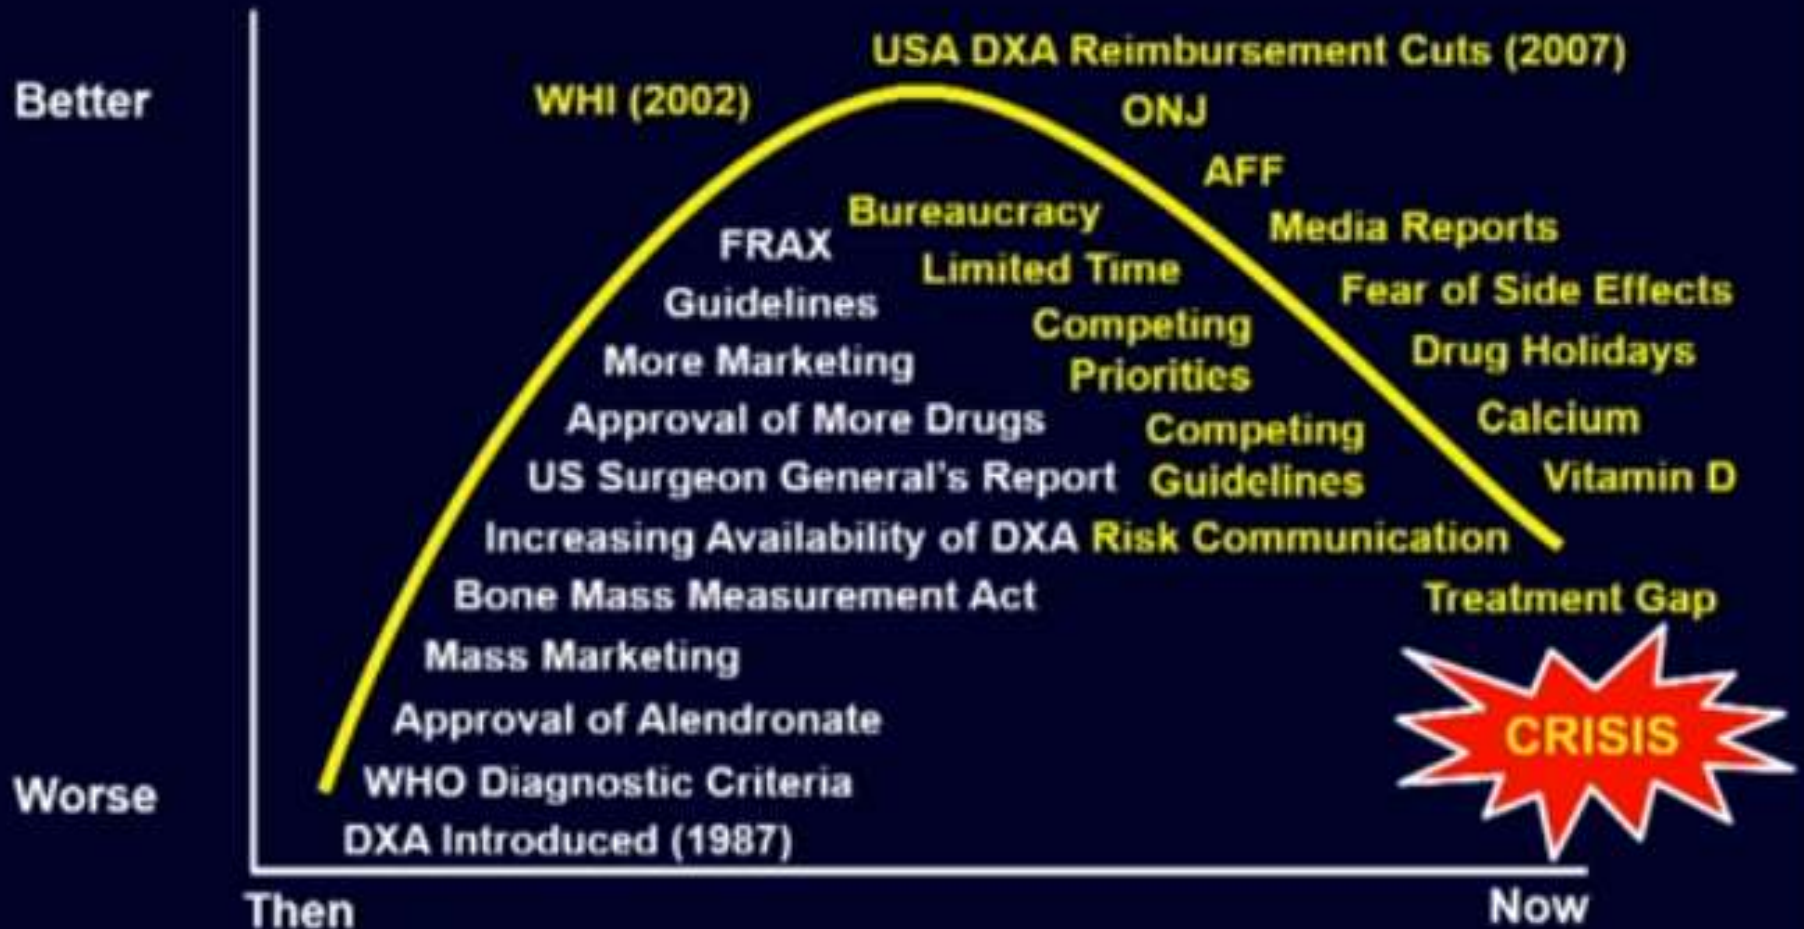 USA DXA Reimbursement Cuts (2007)
Better
WHI (2002)
ONJ
AFF
Bureaucracy
Media Reports
FRAX
Limited Time
Fear of Side Effects
Guidelines
Competing
Priorities
Drug Holidays
More Marketing
Approval of More Drugs
Competing
Guidelines
Calcium
US Surgeon General's Report
Vitamin D
Increasing Availability of DXA
Risk Communication
Bone Mass Measurement Act
Treatment Gap
Mass Marketing
Approval of Alendronate
CRISIS
WHO Diagnostic Criteria
Worse
DXA Introduced (1987)
Then
Now